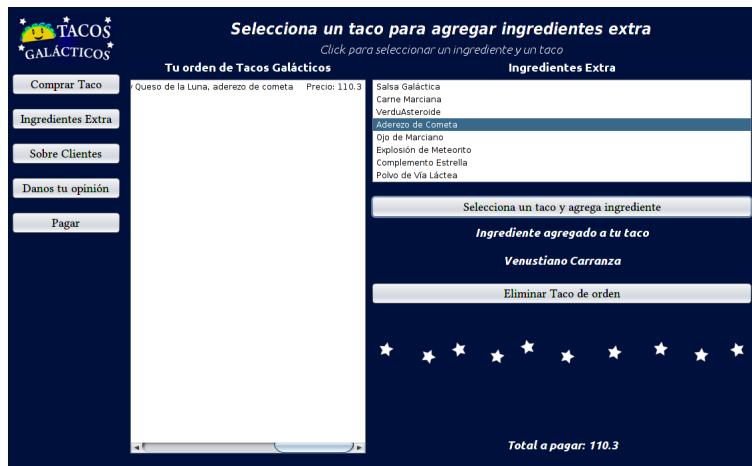 TACOS
GALÁCTICOS
Selecciona un taco para agregar ingredientes extra
Click para seleccionar un ingrediente y un taco
Tu orden de Tacos Galácticos
Ingredientes Extra
Comprar Taco
Ingredientes Extra
Sobre Clientes
Danos tu opinión
Pagar
y Queso de la Luna, aderezo de cometa Precio: 110.3
Salsa Galáctica
Carne Marciana
VerduAsteroide
Aderezo de Cometa
Ojo de Marciano
Explosión de Meteorito
Complemento Estrella
Polvo de Vía Láctea
Selecciona un taco y agrega ingrediente
Ingrediente agregado a tu taco
Venustiano Carranza
Eliminar Taco de orden
Total a pagar: 110.3